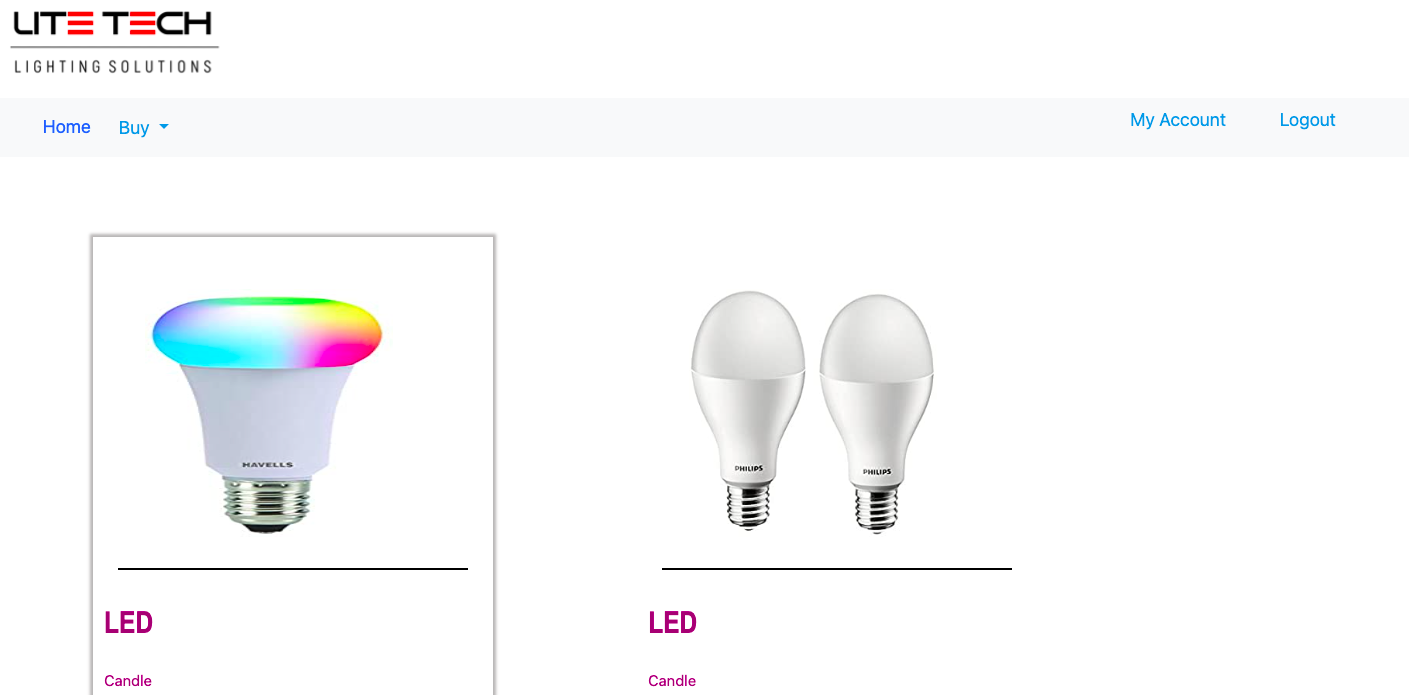 LITE TECH
LIGHTING SOLUTIONS
Home Buy My Account Logout
HAVELLS
PHILIPS PHILIPS
LED LED
Candle Candle